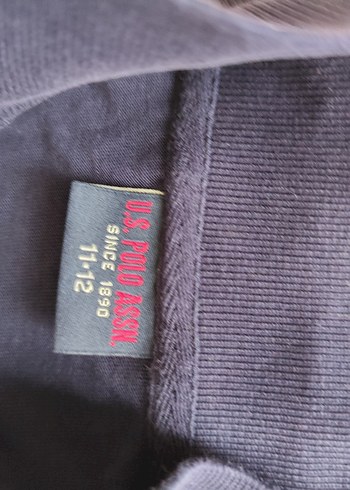 U.S. POLO ASSN.
SINCE 1890
11-12